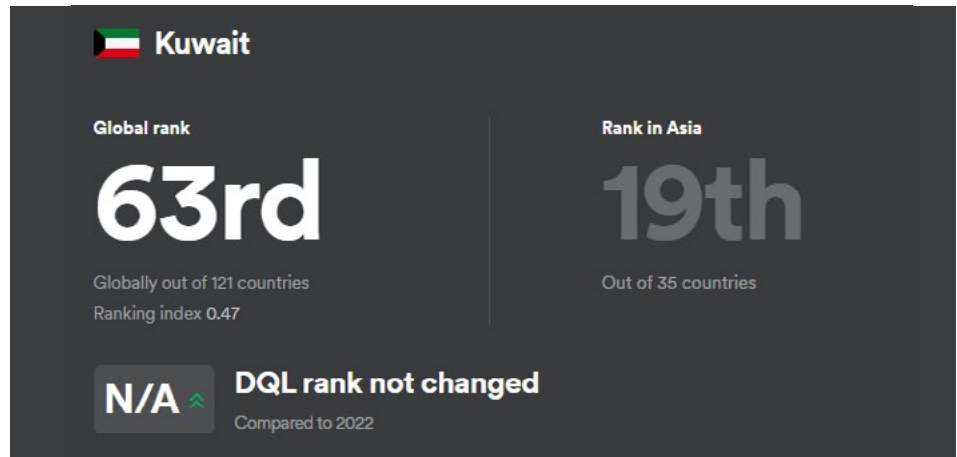 Kuwait
Global rank
63rd
Globally out of 121 countries
Ranking index 0.47
Rank in Asia
19th
Out of 35 countries
N/A
DQL rank not changed
Compared to 2022